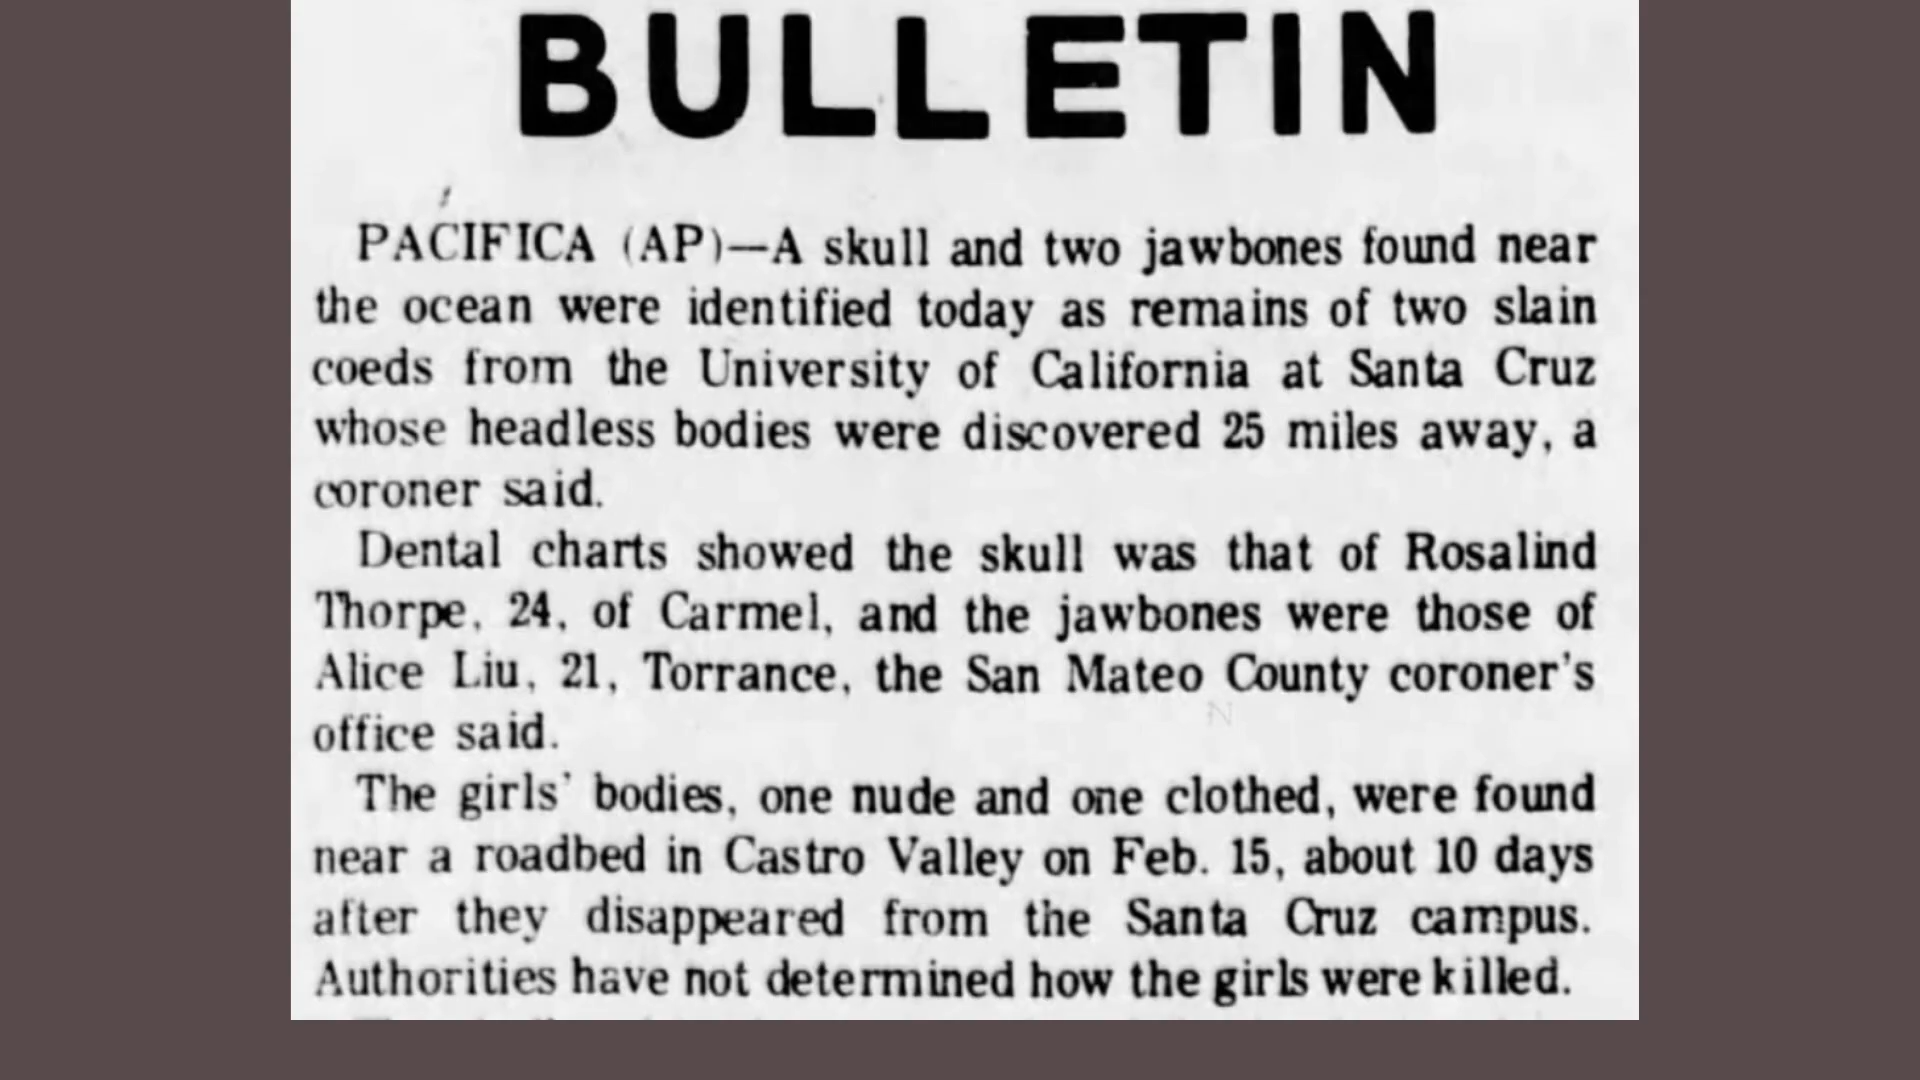 BULLETIN
PACIFICA (AP)—A skull and two jawbones found near
the ocean were identified today as remains of two slain
coeds from the University of California at Santa Cruz
whose headless bodies were discovered 25 miles away, a
coroner said.
Dental charts showed the skull was that of Rosalind
Thorpe, 24, of Carmel, and the jawbones were those of
Alice Liu, 21, Torrance, the San Mateo County coroner's
office said.
The girls' bodies, one nude and one clothed, were found
near a roadbed in Castro Valley on Feb. 15, about 10 days
after they disappeared from the Santa Cruz campus.
Authorities have not determined how the girls were killed.